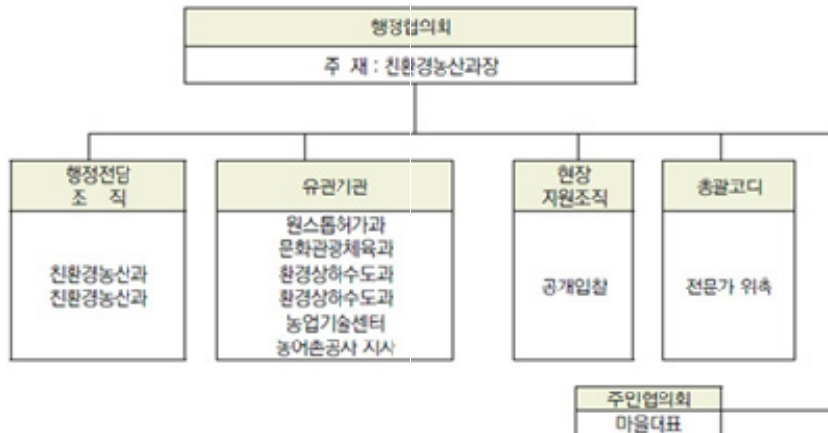 행정협의회
주 재 : 친환경농산과장
행정전담
조 직
친환경농산과
친환경농산과
유관기관
원스톱허가과
문화관광체육과
환경상하수도과
환경상하수도과
농업기술센터
농어촌공사 지사
현장
지원조직
공개입찰
총괄코디
전문가 위촉
주민협의회
마을대표